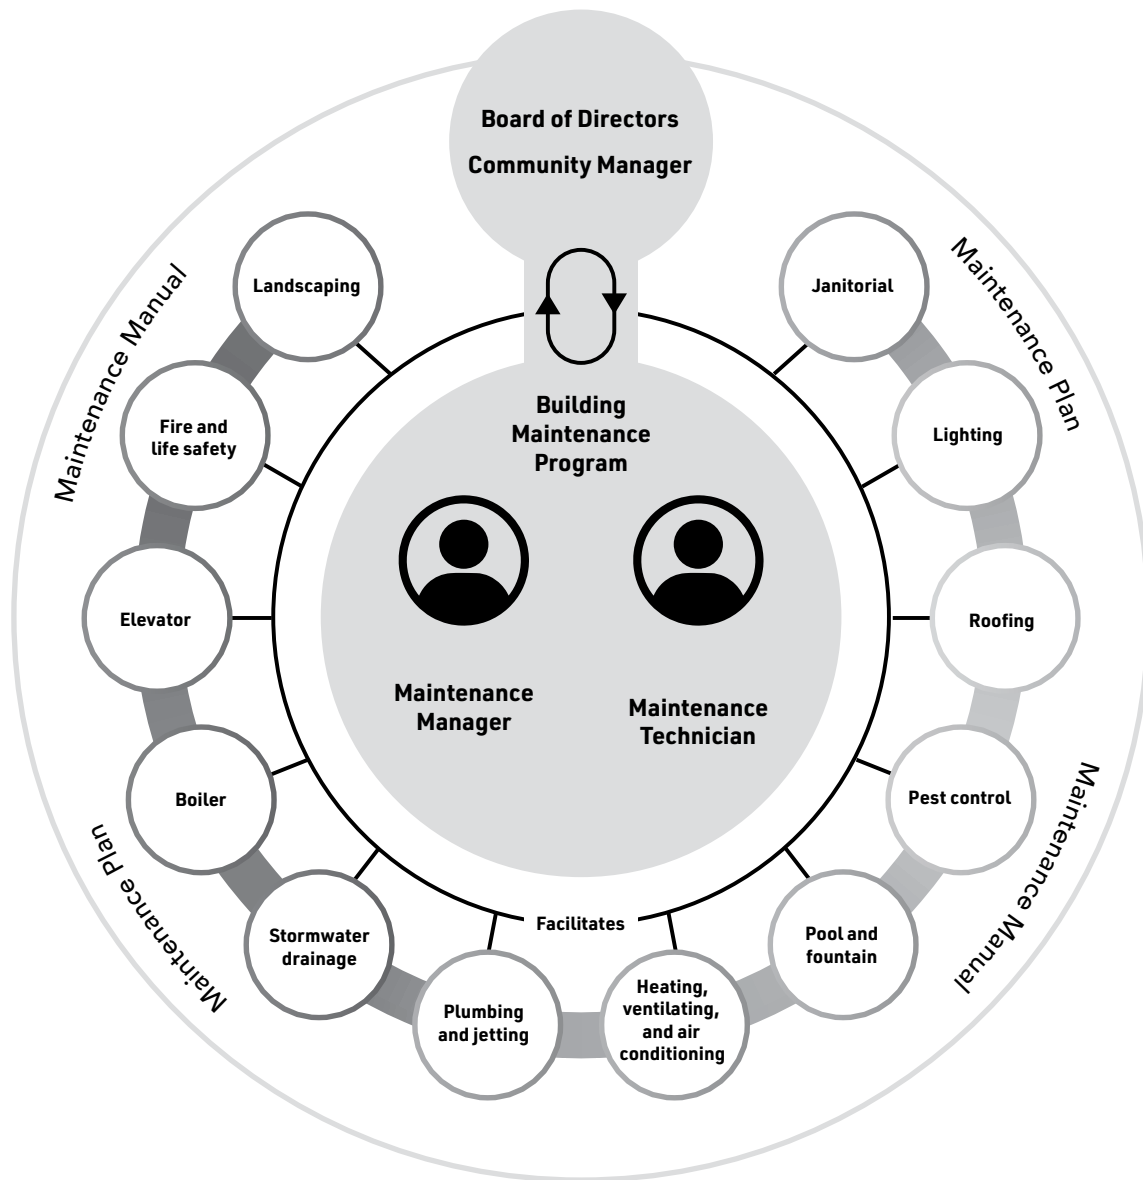 Board of Directors
Community Manager
Maintenance Manual
Maintenance Plan
Landscaping
Janitorial
Fire and
life safety
Lighting
Building
Maintenance
Program
Elevator
Roofing
Maintenance
Manager
Maintenance
Technician
Boiler
Pest control
Maintenance Plan
Maintenance Manual
Facilitates
Stormwater
drainage
Pool and
fountain
Plumbing
and jetting
Heating,
ventilating,
and air
conditioning